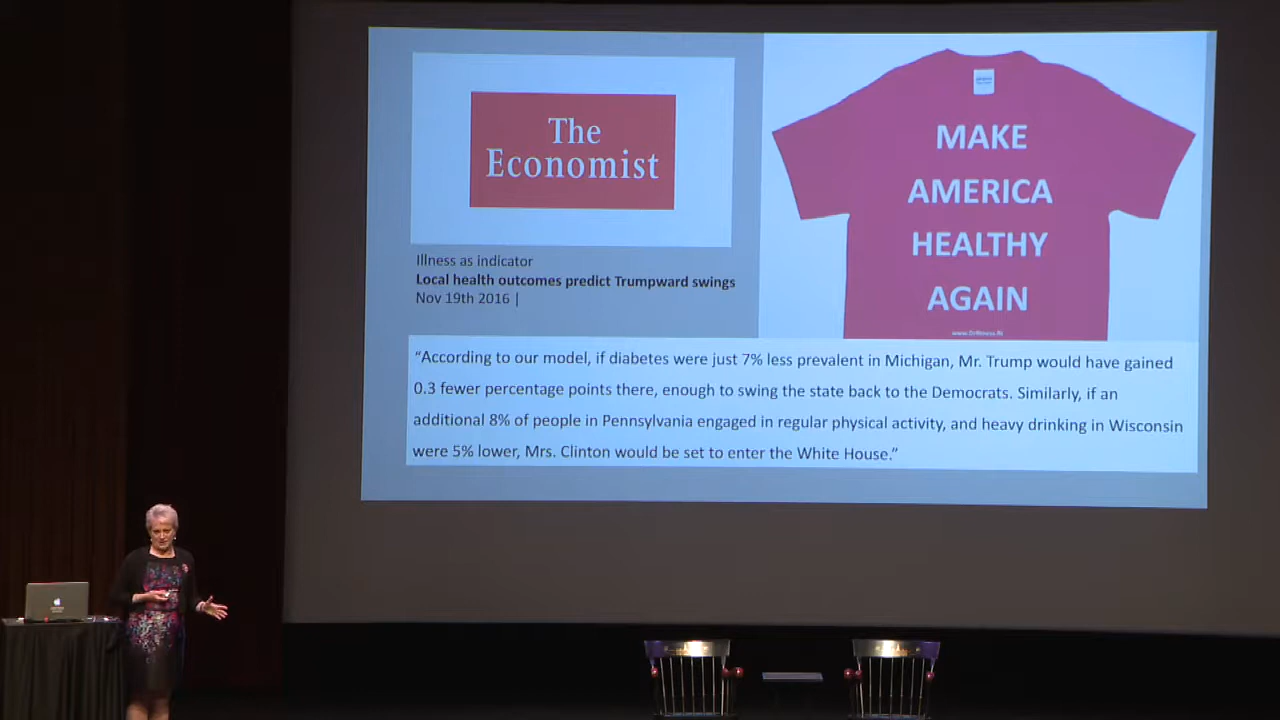 The
Economist
Illness as indicator
Local health outcomes predict Trumpward swings
Nov 19th 2016 |
MAKE
AMERICA
HEALTHY
AGAIN
“According to our model, if diabetes were just 7% less prevalent in Michigan, Mr. Trump would have gained
0.3 fewer percentage points there, enough to swing the state back to the Democrats. Similarly, if an
additional 8% of people in Pennsylvania engaged in regular physical activity, and heavy drinking in Wisconsin
were 5% lower, Mrs. Clinton would be set to enter the White House.”